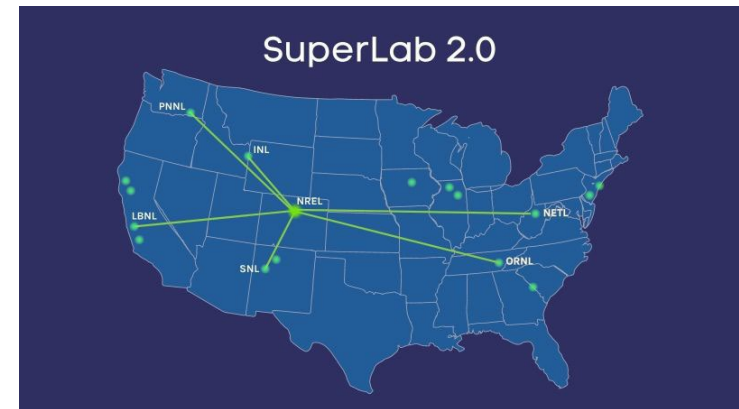 SuperLab 2.0
PNNL
INL
NREL
LBNL
NETL
SNL
ORNL